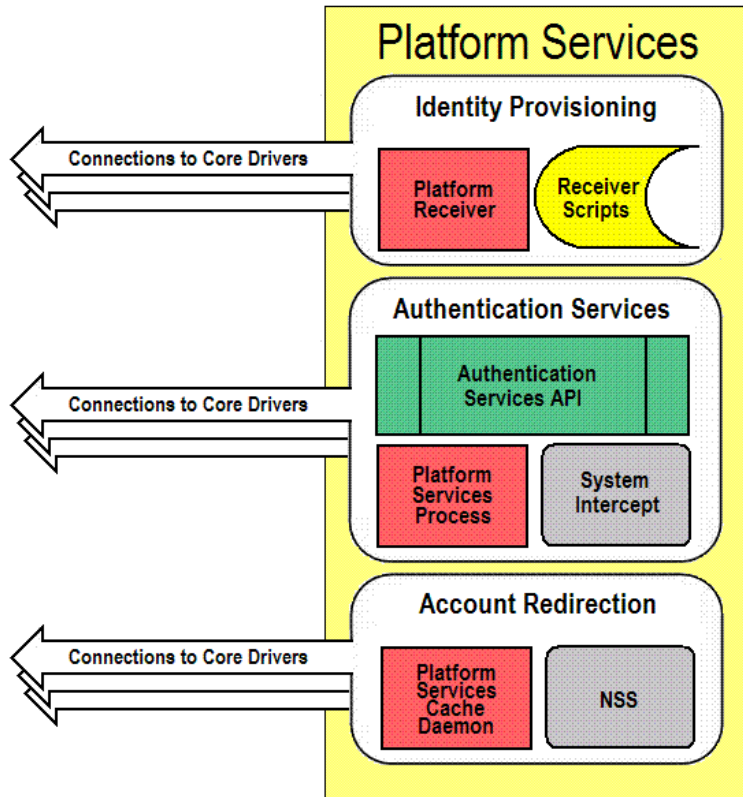 Platform Services
Identity Provisioning
Connections to Core Drivers
Platform
Receiver
Receiver
Scripts
Authentication Services
Authentication
Services API
Connections to Core Drivers
Platform
Services
Process
System
Intercept
Account Redirection
Connections to Core Drivers
Platform
Services
Cache
Daemon
NSS